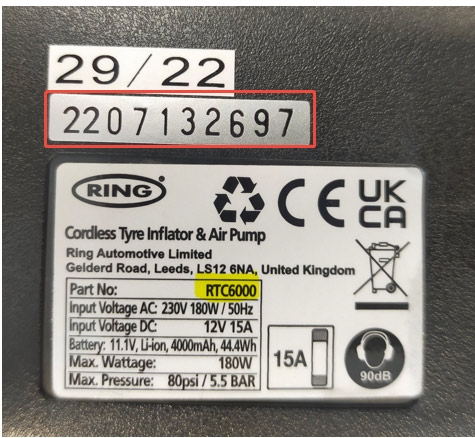 29/22
2207132697
RING
CE
UK
CA
Cordless Tyre Inflator & Air Pump
Ring Automotive Limited
Gelderd Road, Leeds, LS12 6NA, United Kingdom
Part No: RTC6000
Input Voltage AC: 230V 180W / 50Hz
Input Voltage DC: 12V 15A
Battery: 11.1V, Li-ion, 4000mAh, 44.4Wh
Max. Wattage: 180W
Max. Pressure: 80psi / 5.5 BAR
15A
90dB